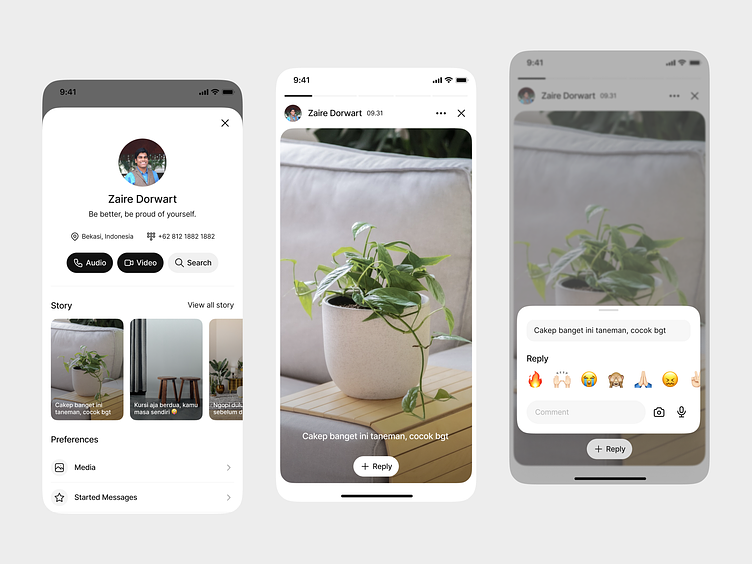 9:41
Zaire Dorwart
Be better, be proud of yourself.
Bekasi, Indonesia
+62 812 1882 1882
Audio
Video
Search
Story
View all story
Cakep banget ini
taneman, cocok bgt
Kursi aja berdua, kamu
masa sendiri 🤪
Ngopi dulu
sebelum d
Preferences
Media
Started Messages
9:41
Zaire Dorwart 09.31
Cakep banget ini taneman, cocok bgt
+ Reply
9:41
Zaire Dorwart 09.31
Cakep banget ini taneman, cocok bgt
Reply
🔥 🙌🏻 😭 🙈 🙏🏻 😖
Comment
+ Reply